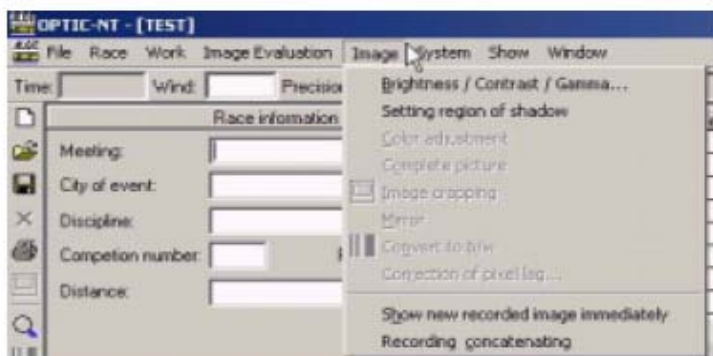 OPTIC-NT - [TEST]
File Race Work Image Evaluation Image System Show Window
Time: Wind: Precisio
Race information
Meeting:
City of event:
Discipline:
Competion number:
Distance:
Brightness / Contrast / Gamma...
Setting region of shadow
Color adjustment
Complete picture
Image cropping
Mirror
Convert to b/w
Correction of pixel lag...
Show new recorded image immediately
Recording concatenating